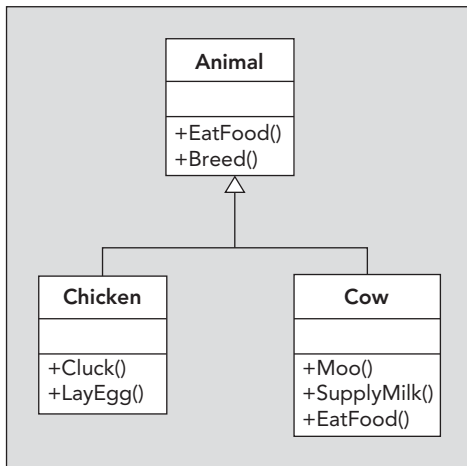 Animal
+EatFood()
+Breed()
Chicken
+Cluck()
+LayEgg()
Cow
+Moo()
+SupplyMilk()
+EatFood()